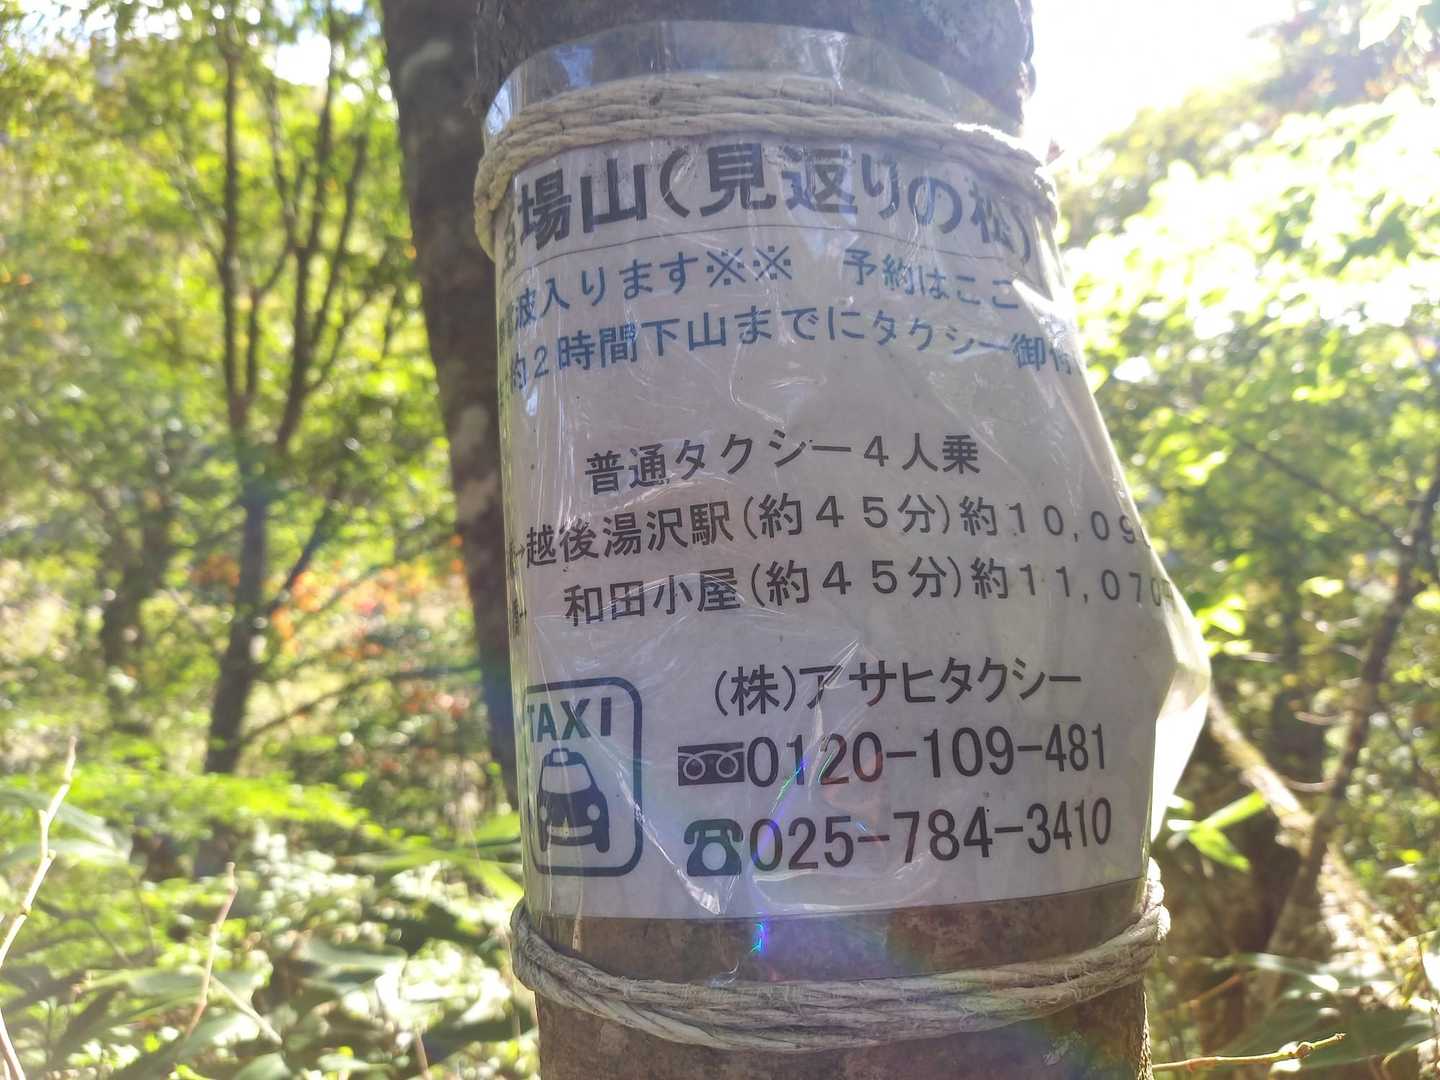 場山(見返りの松)
波入ります※※　予約はここ
約２時間下山までにタクシー御
普通タクシー４人乗
→越後湯沢駅(約４５分)約１０,０９
和田小屋(約４５分)約１１,０７０
(株)アサヒタクシー
TAXI
0120-109-481
025-784-3410